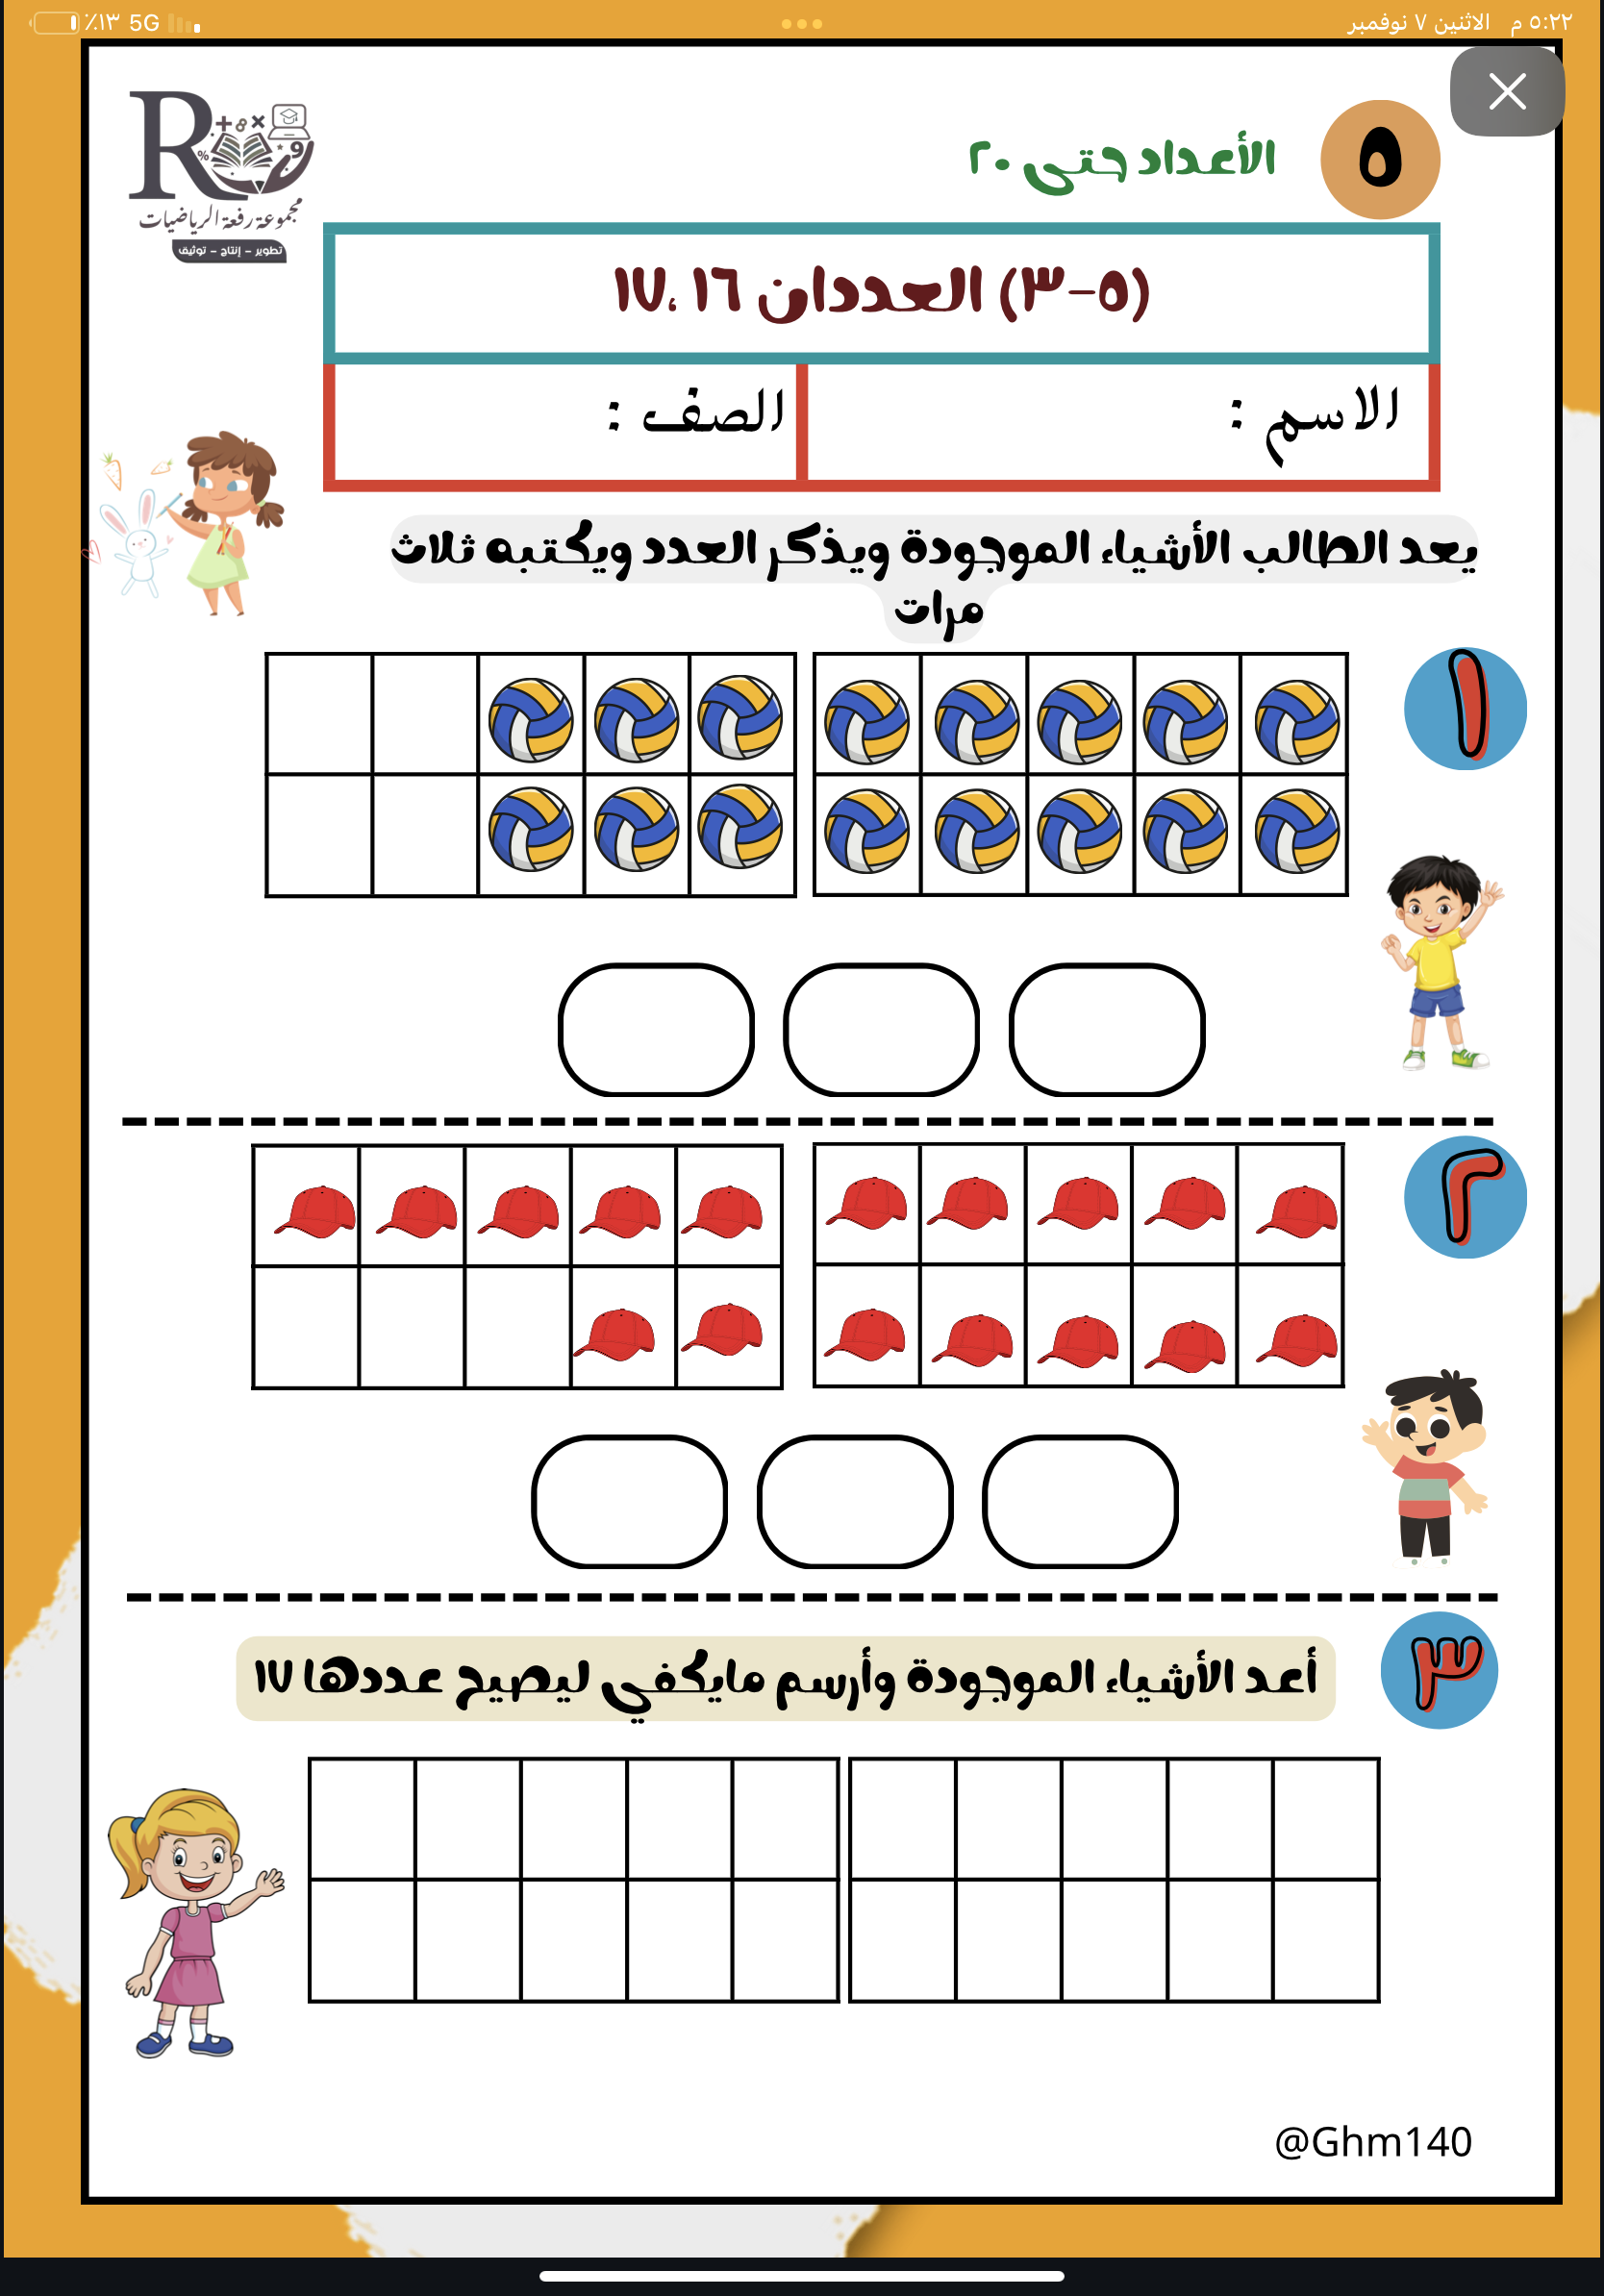 ٥:٢٢ م الاثنين ٧ نوفمبر
٪١٣ 5G
٥
الأعداد حتى ٢٠
R
مجموعة رفعة الرياضيات
تطوير - إنتاج - توثيق
(٥-٣) العددان ١٦ ،١٧
الاسم :
الصف :
يعد الطالب الأشياء الموجودة ويذكر العدد ويكتبه ثلاث
مرات
١
٢
٣
أعد الأشياء الموجودة وأرسم مايكفي ليصيح عددها ١٧
@Ghm140